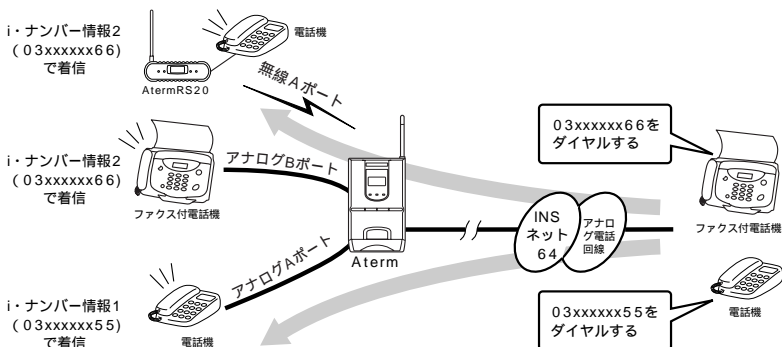 i・ナンバー情報2
(03xxxxxx66)
で着信
電話機
AtermRS20
無線Aポート
i・ナンバー情報2
(03xxxxxx66)
で着信
ファクス付電話機
アナログBポート
i・ナンバー情報1
(03xxxxxx55)
で着信
電話機
アナログAポート
Aterm
INS
ネット
64
アナロ
グ電話
回線
03xxxxxx66を
ダイヤルする
ファクス付電話機
03xxxxxx55を
ダイヤルする
電話機